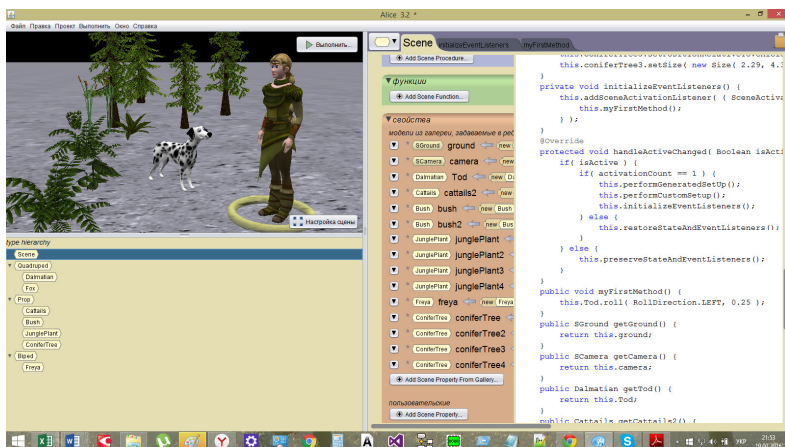 Alice 3.2 *
Файл Правка Проект Выполнить Окно Справка
Выполнить...
Настройка сцены
type hierarchy
Scene
Quadruped
Dalmatian
Fox
Prop
Cattails
Bush
JunglePlant
ConiferTree
Biped
Freya
Scene initializeEventListeners myFirstMethod
Add Scene Procedure...
функции
Add Scene Function...
свойства
SGround ground new
SCamera camera new
Dalmatian Tod new
Cattails cattails2 new
Bush bush new Bush
Bush bush2 new Bus
JunglePlant junglePlant
JunglePlant junglePlant2
JunglePlant junglePlant3
JunglePlant junglePlant4
Freya freya new Freya
ConiferTree coniferTree
ConiferTree coniferTree2
ConiferTree coniferTree3
ConiferTree coniferTree4
Add Scene Property From Gallery...
пользовательские
Add Scene Property...
this.coniferTree3.setSize( new Size( 2.29, 4.3
}
private void initializeEventListeners() {
this.addSceneActivationListener( ( SceneActiva
this.myFirstMethod();
} );
}
@Override
protected void handleActiveChanged( Boolean isActi
if( isActive ) {
if( activationCount == 1 ) {
this.performGeneratedSetUp();
this.performCustomSetup();
this.initializeEventListeners();
} else {
this.restoreStateAndEventListeners();
}
} else {
this.preserveStateAndEventListeners();
}
}
public void myFirstMethod() {
this.Tod.roll( RollDirection.LEFT, 0.25 );
}
public SGround getGround() {
return this.ground;
}
public SCamera getCamera() {
return this.camera;
}
public Dalmatian getTod() {
return this.Tod;
}
public Cattails getCattails2() {
УКР
21:53
19.07.2016